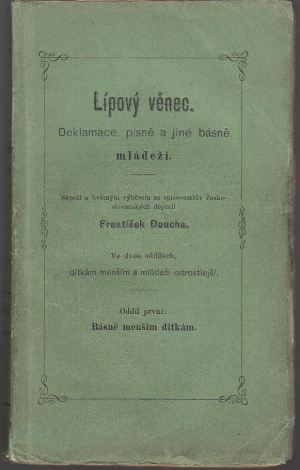 Lípový věnec.
Deklamace, písně a jiné básně
mládeži.
Sepsal a květným výběrem ze spisovatelův česko-
slovanských doplnil
František Doucha.
Ve dvou oddílech,
dítkám menším a mládeži odrostlejší.
Oddíl první:
Básně menším dítkám.